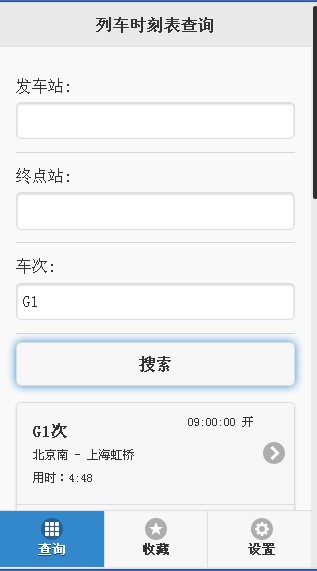 列车时刻表查询
发车站:
终点站:
车次:
G1
搜索
G1次
09:00:00 开
北京南 - 上海虹桥
用时：4:48
查询
收藏
设置